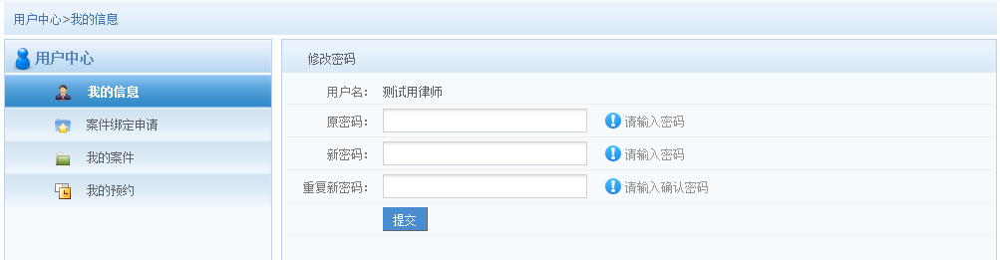 用户中心>我的信息
用户中心
我的信息
案件绑定申请
我的案件
我的预约
修改密码
用户名： 测试用律师
原密码： 请输入密码
新密码： 请输入密码
重复新密码： 请输入确认密码
提交